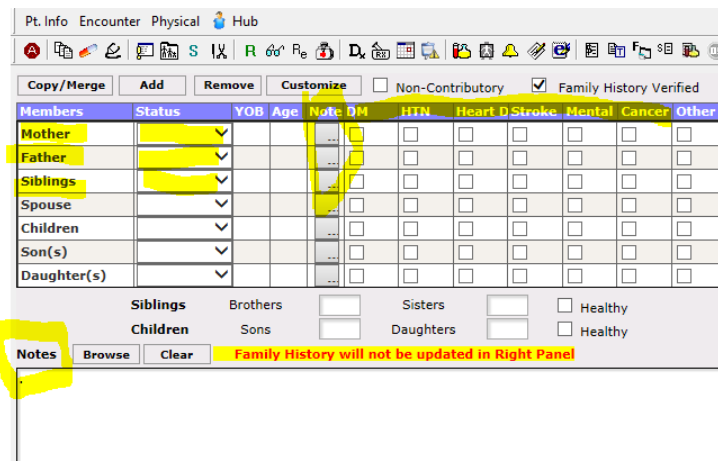 Pt. Info Encounter Physical Hub
Copy/Merge Add Remove Customize Non-Contributory Family History Verified
Members Status YOB Age Note DM HTN Heart D Stroke Mental Cancer Other
Mother ...
Father ...
Siblings ...
Spouse ...
Children ...
Son(s) ...
Daughter(s) ...
Siblings Brothers Sisters Healthy
Children Sons Daughters Healthy
Notes Browse Clear Family History will not be updated in Right Panel
.